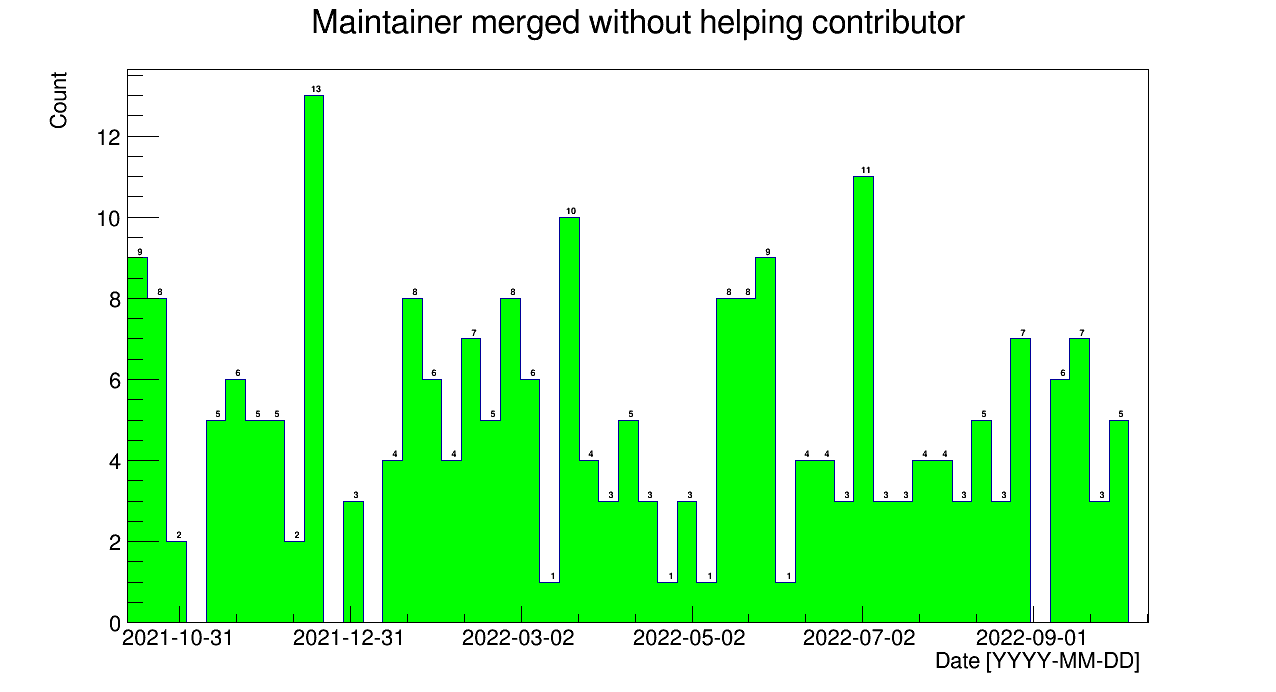 Maintainer merged without helping contributor
Count
12
10
8
6
4
2
0
9 8 2 5 6 5 5 2 13 3 4 8 6 4 7 5 8 6 1 10 4 3 5 3 1 3 1 8 8 9 1 4 4 3 11 3 3 4 4 3 5 3 7 6 7 3 5
2021-10-31 2021-12-31 2022-03-02 2022-05-02 2022-07-02 2022-09-01
Date [YYYY-MM-DD]